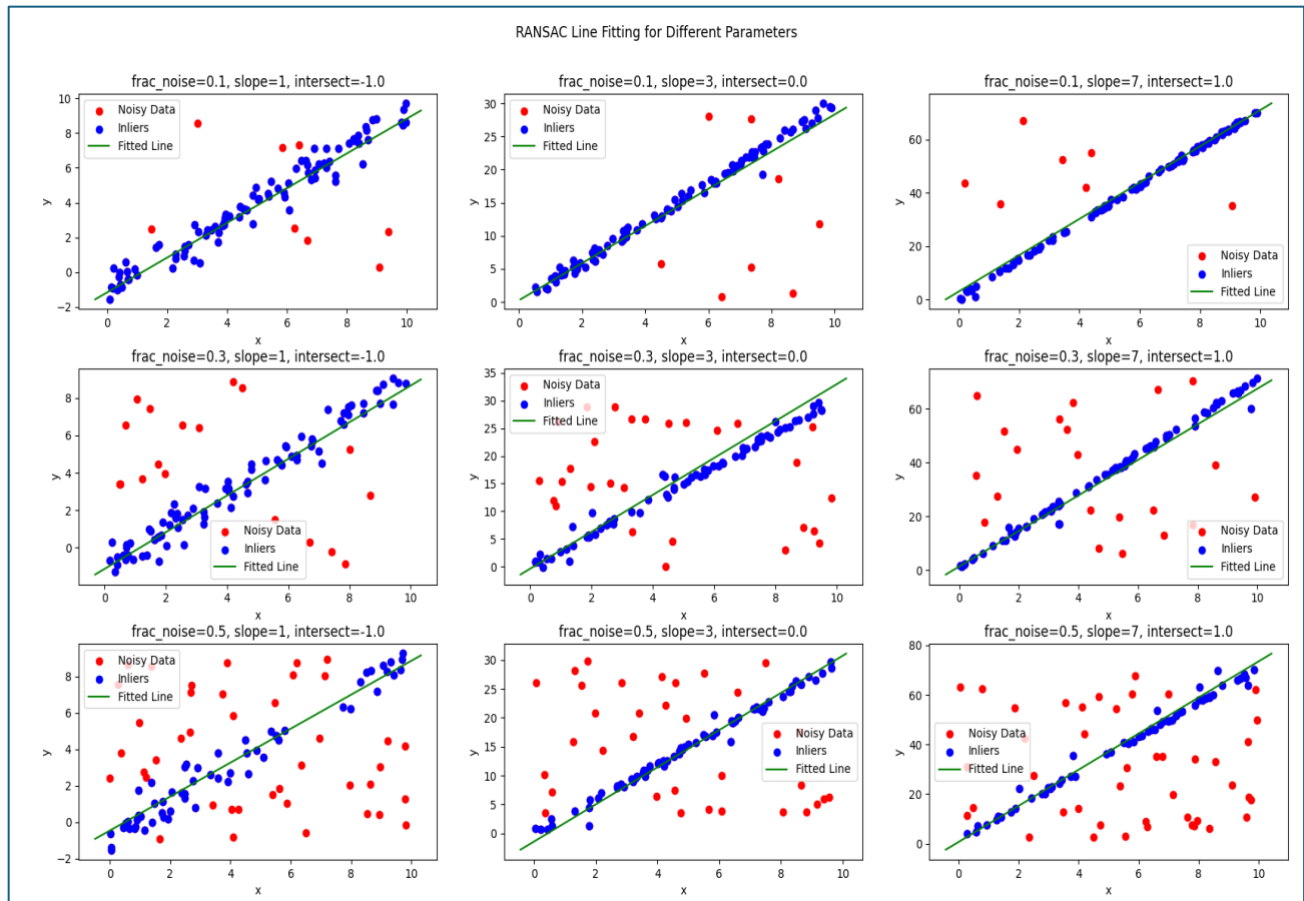 RANSAC Line Fitting for Different Parameters
frac_noise=0.1, slope=1, intersect=-1.0
10
8
6
4
2
0
−2
y
Noisy Data
Inliers
Fitted Line
0 2 4 6 8 10
x
frac_noise=0.1, slope=3, intersect=0.0
30
25
20
15
10
5
0
y
Noisy Data
Inliers
Fitted Line
0 2 4 6 8 10
x
frac_noise=0.1, slope=7, intersect=1.0
60
40
20
0
y
Noisy Data
Inliers
Fitted Line
0 2 4 6 8 10
x
frac_noise=0.3, slope=1, intersect=-1.0
8
6
4
2
0
y
Noisy Data
Inliers
Fitted Line
0 2 4 6 8 10
x
frac_noise=0.3, slope=3, intersect=0.0
35
30
25
20
15
10
5
0
y
Noisy Data
Inliers
Fitted Line
0 2 4 6 8 10
x
frac_noise=0.3, slope=7, intersect=1.0
60
40
20
0
y
Noisy Data
Inliers
Fitted Line
0 2 4 6 8 10
x
frac_noise=0.5, slope=1, intersect=-1.0
8
6
4
2
0
−2
y
Noisy Data
Inliers
Fitted Line
0 2 4 6 8 10
x
frac_noise=0.5, slope=3, intersect=0.0
30
25
20
15
10
5
0
y
Noisy Data
Inliers
Fitted Line
0 2 4 6 8 10
x
frac_noise=0.5, slope=7, intersect=1.0
80
60
40
20
0
y
Noisy Data
Inliers
Fitted Line
0 2 4 6 8 10
x